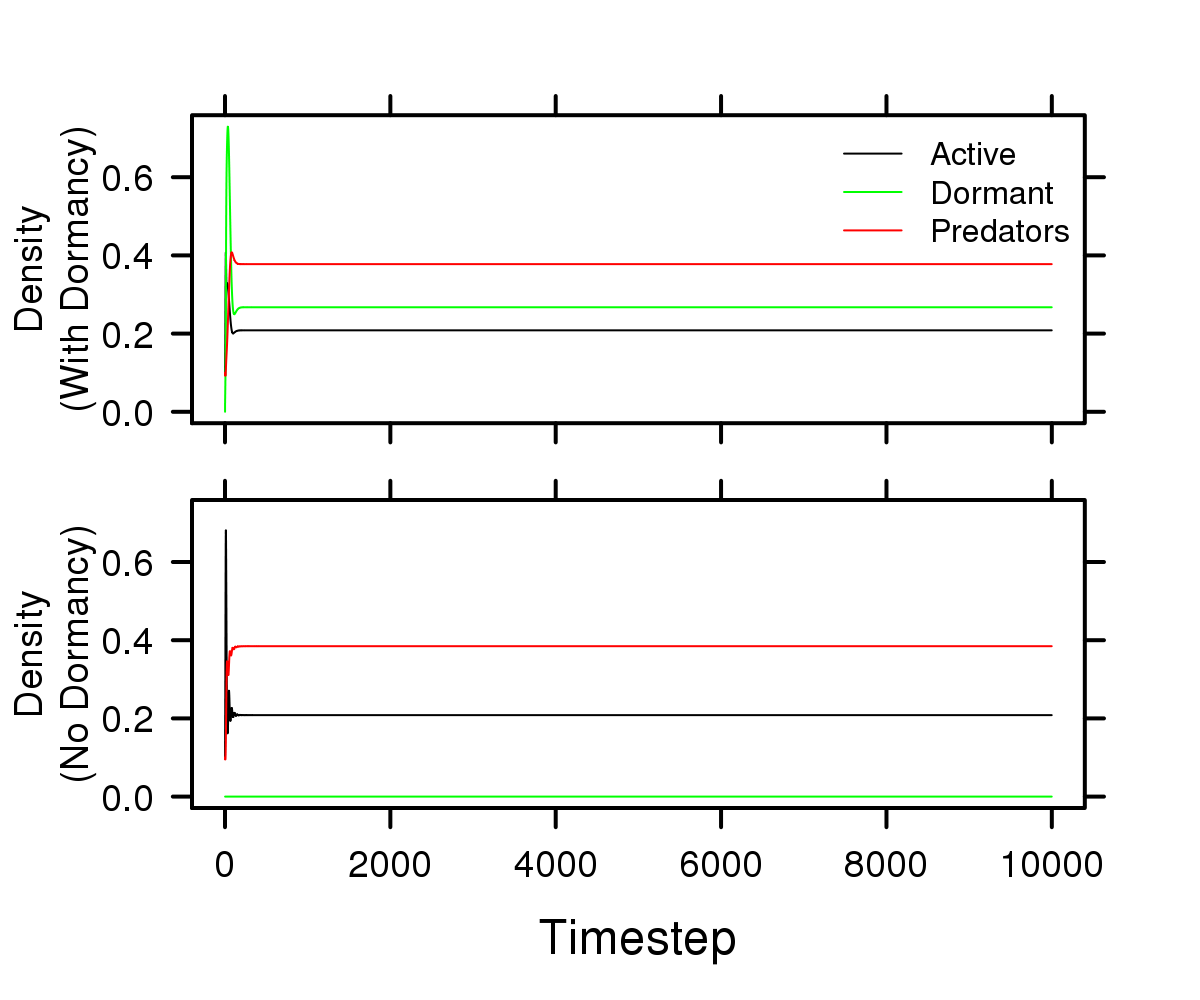 Density
(With Dormancy)
0.6
0.4
0.2
0.0
Active
Dormant
Predators
Density
(No Dormancy)
0.6
0.4
0.2
0.0
0 2000 4000 6000 8000 10000
Timestep